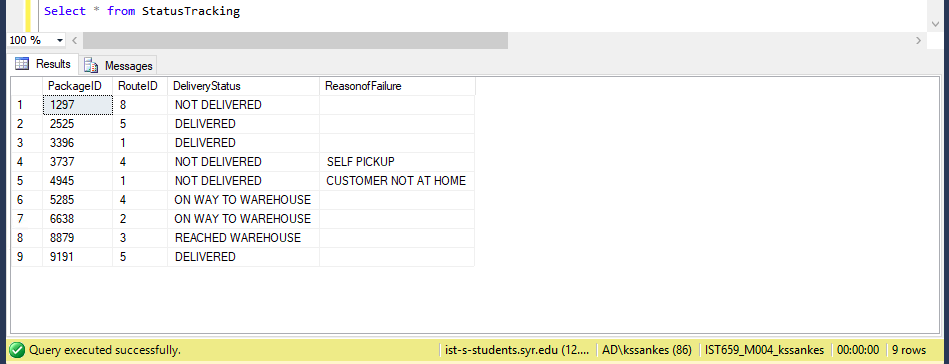 Select * from StatusTracking
100 %
Results Messages
PackageID RouteID DeliveryStatus ReasonofFailure
1 1297 8 NOT DELIVERED
2 2525 5 DELIVERED
3 3396 1 DELIVERED
4 3737 4 NOT DELIVERED SELF PICKUP
5 4945 1 NOT DELIVERED CUSTOMER NOT AT HOME
6 5285 4 ON WAY TO WAREHOUSE
7 6638 2 ON WAY TO WAREHOUSE
8 8879 3 REACHED WAREHOUSE
9 9191 5 DELIVERED
Query executed successfully. ist-s-students.syr.edu (12.... AD\kssankes (86) IST659_M004_kssankes 00:00:00 9 rows